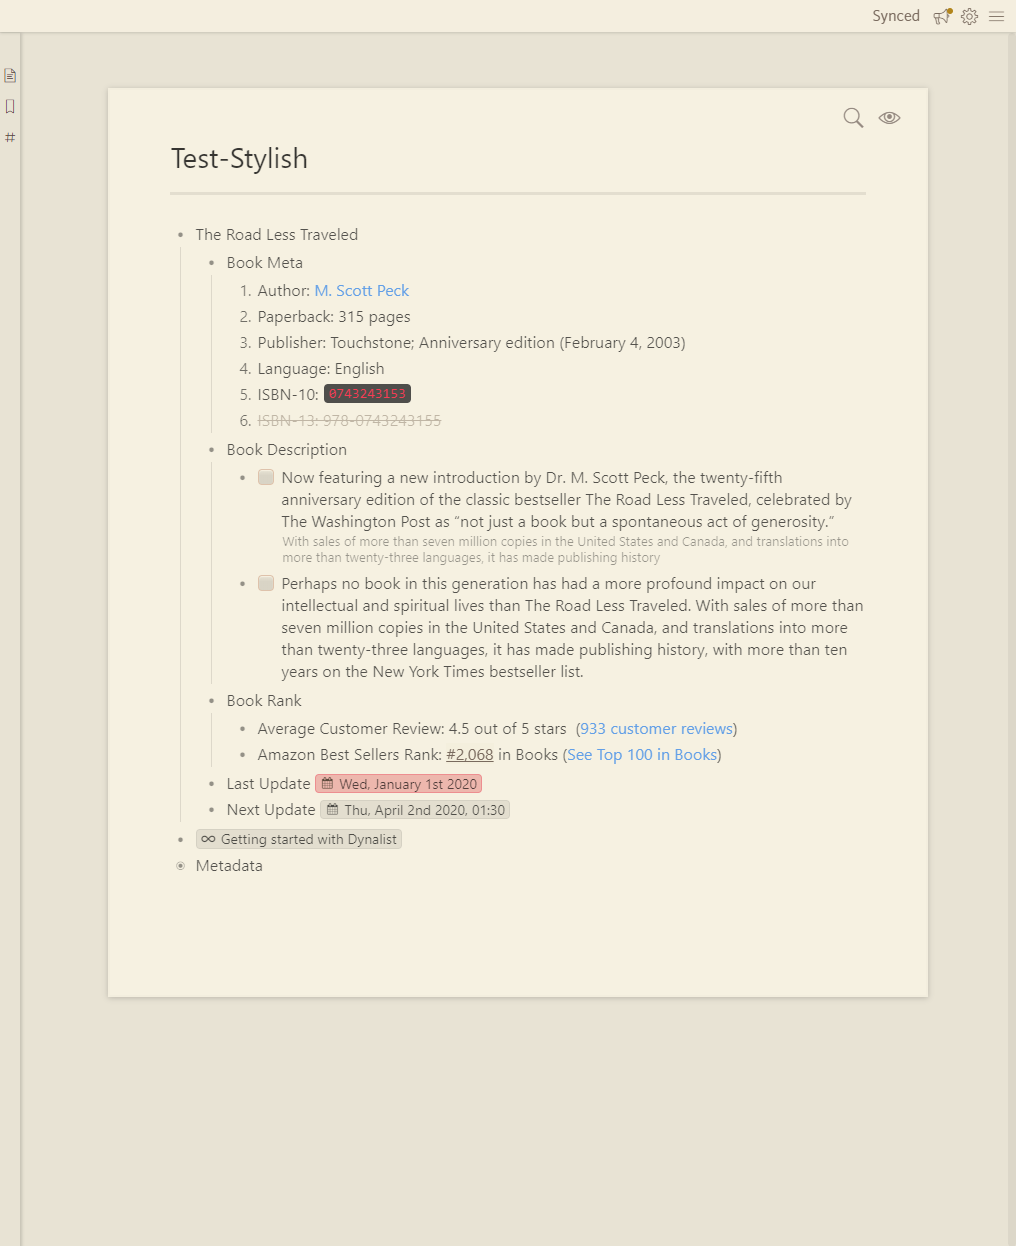 Synced
Test-Stylish
The Road Less Traveled
Book Meta
1. Author: M. Scott Peck
2. Paperback: 315 pages
3. Publisher: Touchstone; Anniversary edition (February 4, 2003)
4. Language: English
5. ISBN-10: 0743243153
6. ISBN-13: 978-0743243155
Book Description
Now featuring a new introduction by Dr. M. Scott Peck, the twenty-fifth
anniversary edition of the classic bestseller The Road Less Traveled, celebrated by
The Washington Post as “not just a book but a spontaneous act of generosity.”
With sales of more than seven million copies in the United States and Canada, and translations into
more than twenty-three languages, it has made publishing history
Perhaps no book in this generation has had a more profound impact on our
intellectual and spiritual lives than The Road Less Traveled. With sales of more than
seven million copies in the United States and Canada, and translations into more
than twenty-three languages, it has made publishing history, with more than ten
years on the New York Times bestseller list.
Book Rank
Average Customer Review: 4.5 out of 5 stars (933 customer reviews)
Amazon Best Sellers Rank: #2,068 in Books (See Top 100 in Books)
Last Update Wed, January 1st 2020
Next Update Thu, April 2nd 2020, 01:30
Getting started with Dynalist
Metadata